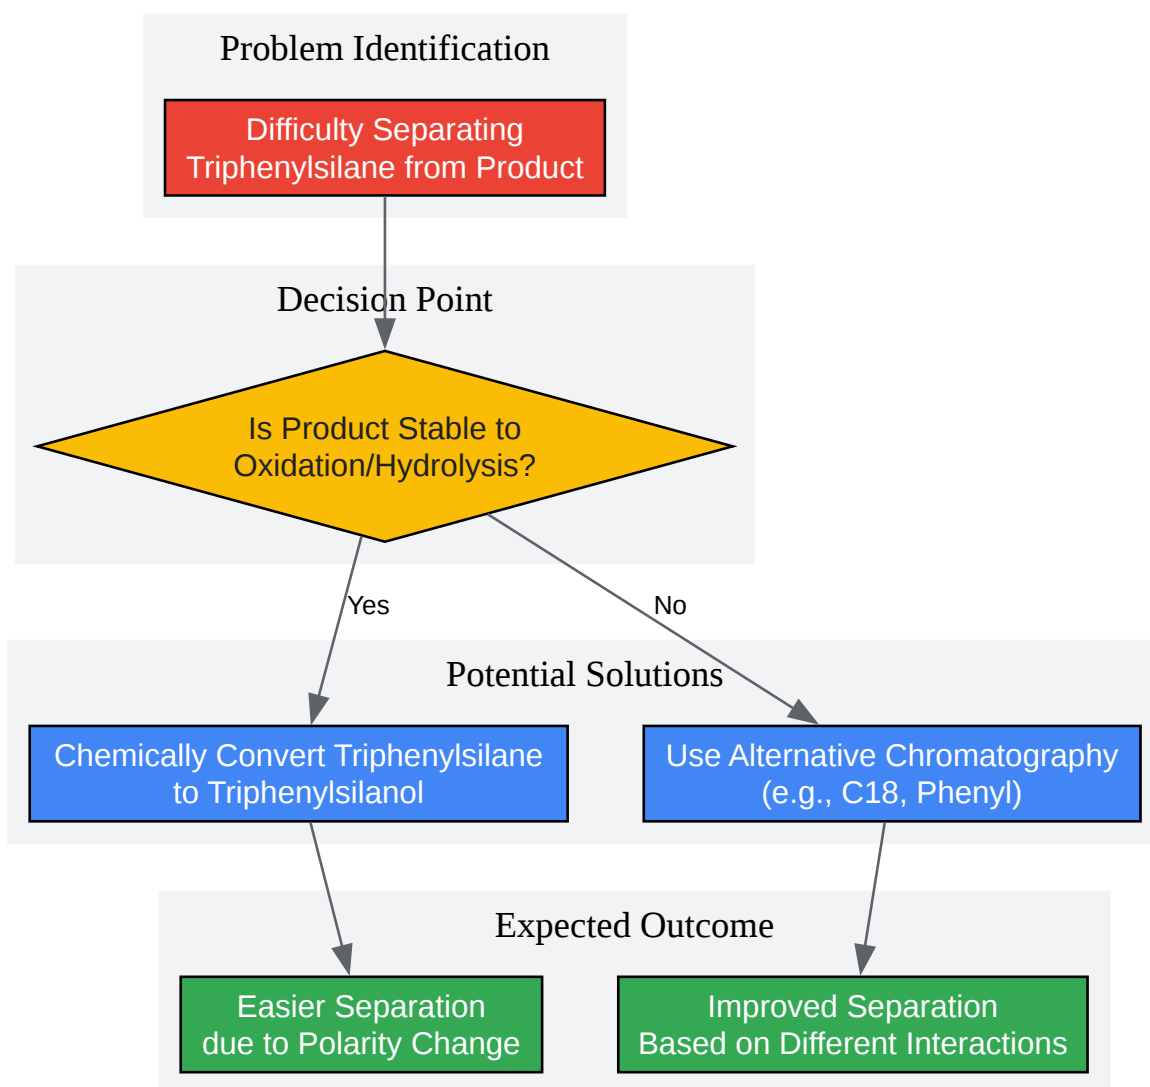 Problem Identification
Difficulty Separating
Triphenylsilane from Product
Decision Point
Is Product Stable to
Oxidation/Hydrolysis?
Yes
No
Potential Solutions
Chemically Convert Triphenylsilane
to Triphenylsilanol
Use Alternative Chromatography
(e.g., C18, Phenyl)
Expected Outcome
Easier Separation
due to Polarity Change
Improved Separation
Based on Different Interactions